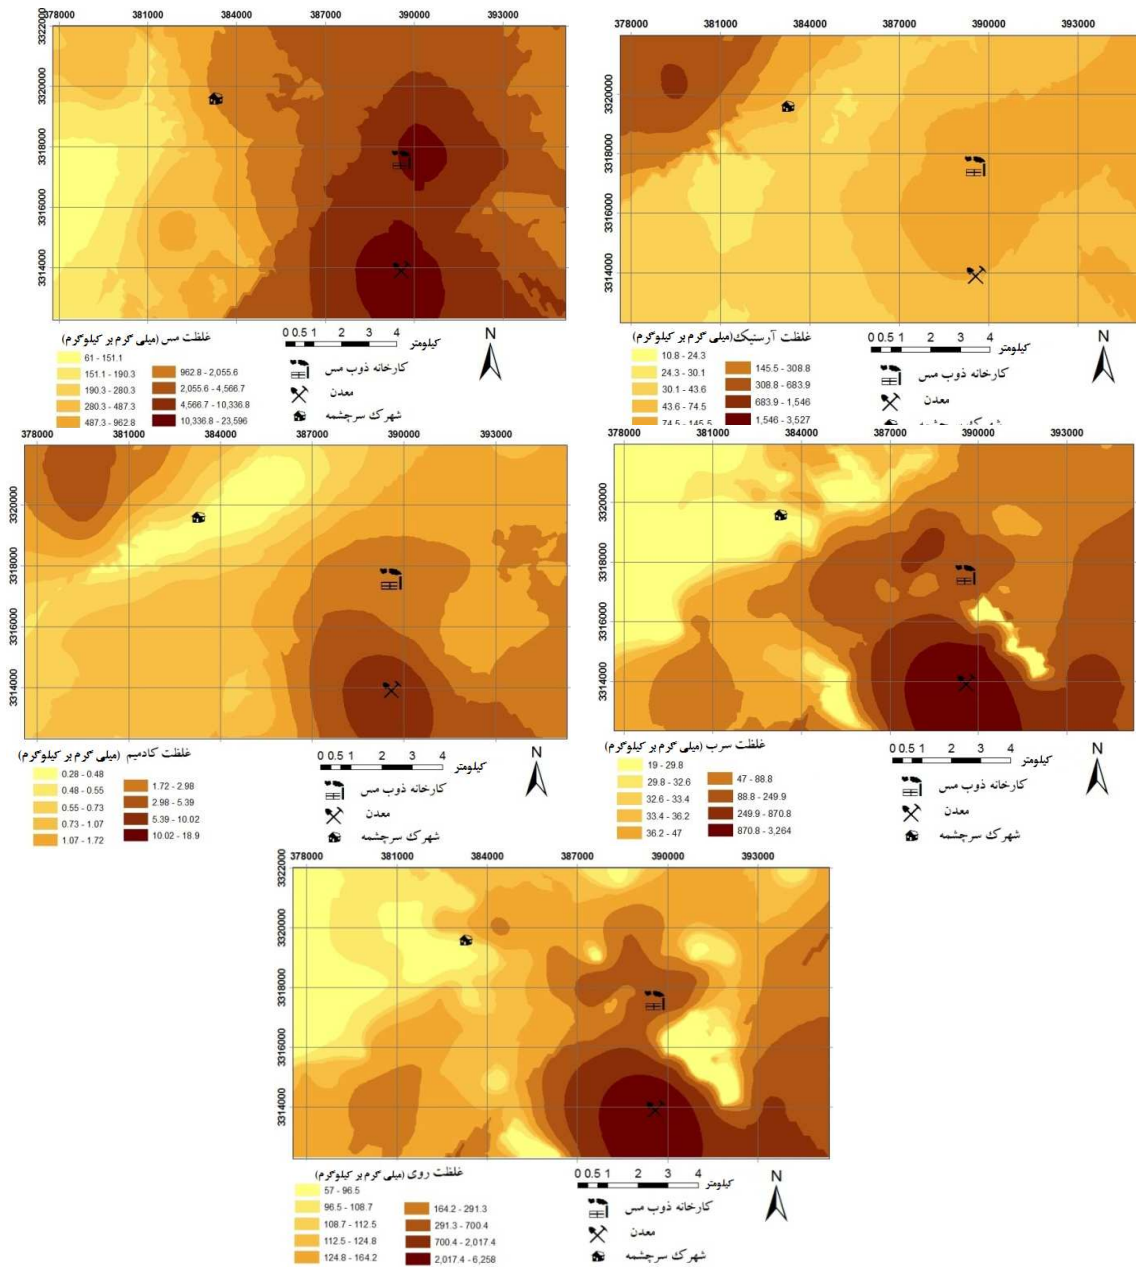 378000 381000 384000 387000 390000 393000
3322000
3320000
3318000
3316000
3314000
غلظت مس (میلی گرم بر کیلوگرم)
61 - 151.1
151.1 - 190.3
190.3 - 280.3
280.3 - 487.3
487.3 - 962.8
962.8 - 2,055.6
2,055.6 - 4,566.7
4,566.7 - 10,336.8
10,336.8 - 23,596
0 0.5 1 2 3 4 کیلومتر
N
کارخانه ذوب مس
معدن
شهرک سرچشمه
378000 381000 384000 387000 390000 393000
3320000
3318000
3316000
3314000
غلظت آرسنیک (میلی گرم بر کیلوگرم)
10.8 - 24.3
24.3 - 30.1
30.1 - 43.6
43.6 - 74.5
74.5 - 145.5
145.5 - 308.8
308.8 - 683.9
683.9 - 1,546
1,546 - 3,527
0 0.5 1 2 3 4 کیلومتر
N
کارخانه ذوب مس
معدن
شهرک سرچشمه
378000 381000 384000 387000 390000 393000
3320000
3318000
3316000
3314000
غلظت کادمیم (میلی گرم بر کیلوگرم)
0.28 - 0.48
0.48 - 0.55
0.55 - 0.73
0.73 - 1.07
1.07 - 1.72
1.72 - 2.98
2.98 - 5.39
5.39 - 10.02
10.02 - 18.9
0 0.5 1 2 3 4 کیلومتر
N
کارخانه ذوب مس
معدن
شهرک سرچشمه
378000 381000 384000 387000 390000 393000
3320000
3318000
3316000
3314000
غلظت سرب (میلی گرم بر کیلوگرم)
19 - 29.8
29.8 - 32.6
32.6 - 33.4
33.4 - 36.2
36.2 - 47
47 - 88.8
88.8 - 249.9
249.9 - 870.8
870.8 - 3,264
0 0.5 1 2 3 4 کیلومتر
N
کارخانه ذوب مس
معدن
شهرک سرچشمه
378000 381000 384000 387000 390000 393000
3322000
3320000
3318000
3316000
3314000
غلظت روی (میلی گرم بر کیلوگرم)
57 - 96.5
96.5 - 108.7
108.7 - 112.5
112.5 - 124.8
124.8 - 164.2
164.2 - 291.3
291.3 - 700.4
700.4 - 2,017.4
2,017.4 - 6,258
0 0.5 1 2 3 4 کیلومتر
N
کارخانه ذوب مس
معدن
شهرک سرچشمه